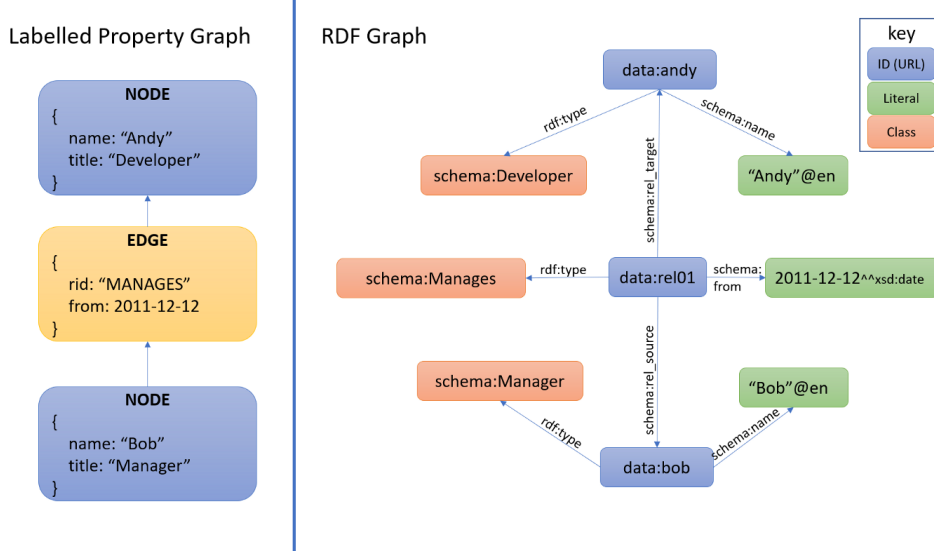 Labelled Property Graph
NODE
{
name: “Andy”
title: “Developer”
}
EDGE
{
rid: “MANAGES”
from: 2011-12-12
}
NODE
{
name: “Bob”
title: “Manager”
}
RDF Graph
key
ID (URL)
Literal
Class
data:andy
rdf:type
schema:name
schema:Developer
“Andy”@en
schema:rel_target
schema:Manages
rdf:type
data:rel01
schema:
from
2011-12-12^^xsd:date
schema:rel_source
schema:Manager
“Bob”@en
rdf:type
schema:name
data:bob